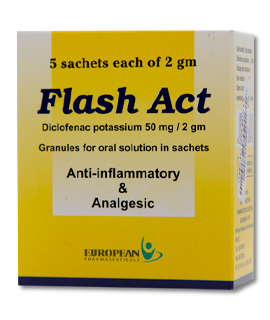 5 sachets each of 2 gm
Flash Act
Diclofenac potassium 50 mg / 2 gm
Granules for oral solution in sachets
Anti-inflammatory
&
Analgesic
EUROPEAN
PHARMACEUTICALS